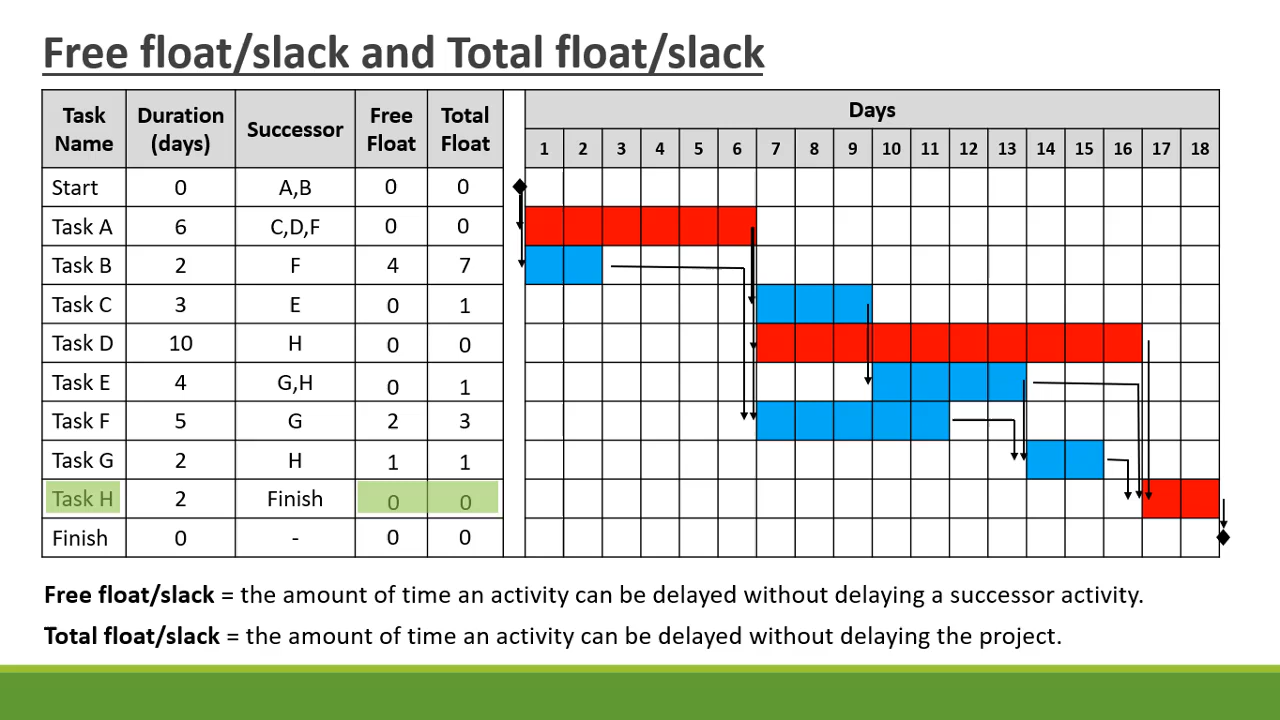 Free float/slack and Total float/slack
Task Name Duration (days) Successor Free Float Total Float Days
1 2 3 4 5 6 7 8 9 10 11 12 13 14 15 16 17 18
Start 0 A,B 0 0
Task A 6 C,D,F 0 0
Task B 2 F 4 7
Task C 3 E 0 1
Task D 10 H 0 0
Task E 4 G,H 0 1
Task F 5 G 2 3
Task G 2 H 1 1
Task H 2 Finish 0 0
Finish 0 - 0 0
Free float/slack = the amount of time an activity can be delayed without delaying a successor activity.
Total float/slack = the amount of time an activity can be delayed without delaying the project.